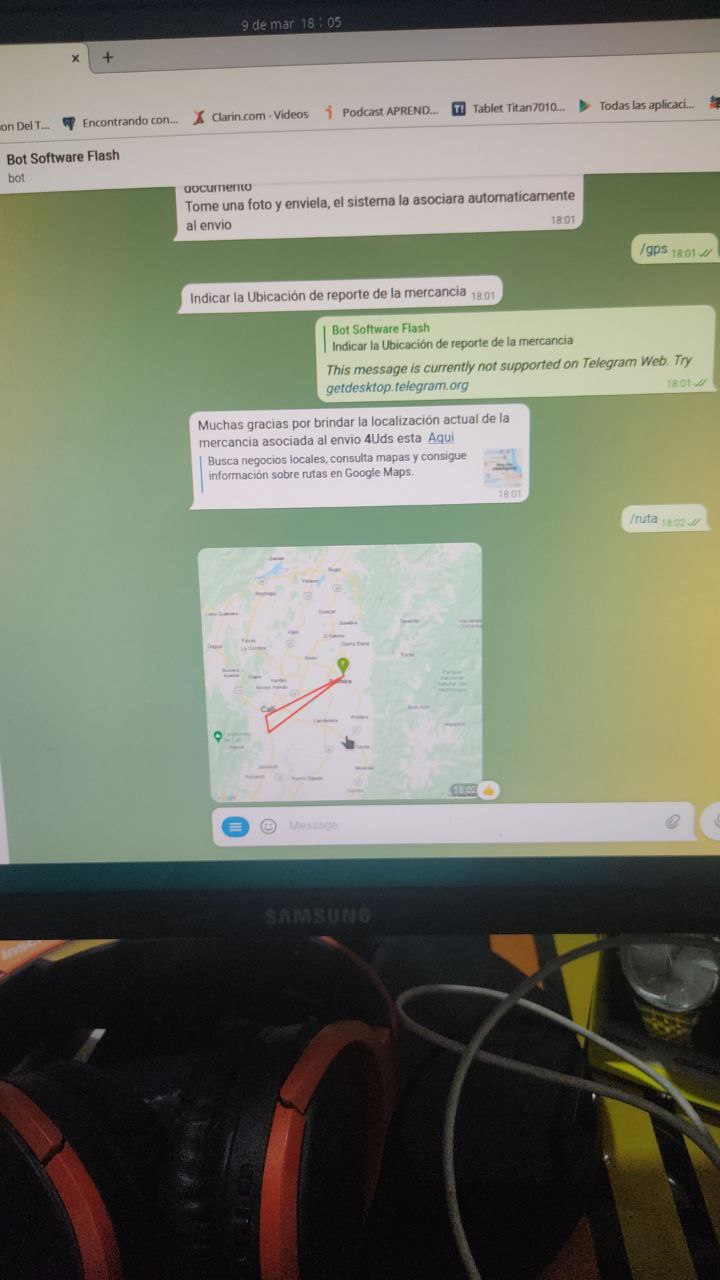 9 de mar 18 : 05
on Del T... Encontrando con... Clarin.com - Videos Podcast APREND... Tablet Titan7010... Todas las aplicaci...
Bot Software Flash
bot
documento
Tome una foto y enviela, el sistema la asociara automaticamente
al envio
18:01
/gps 18:01
Indicar la Ubicación de reporte de la mercancia 18:01
Bot Software Flash
Indicar la Ubicación de reporte de la mercancia
This message is currently not supported on Telegram Web. Try
getdesktop.telegram.org
18:01
Muchas gracias por brindar la localización actual de la
mercancia asociada al envio 4Uds esta Aqui
Busca negocios locales, consulta mapas y consigue
información sobre rutas en Google Maps.
18:01
/ruta 18:02
Buga
Cali
18:02
Message
SAMSUNG